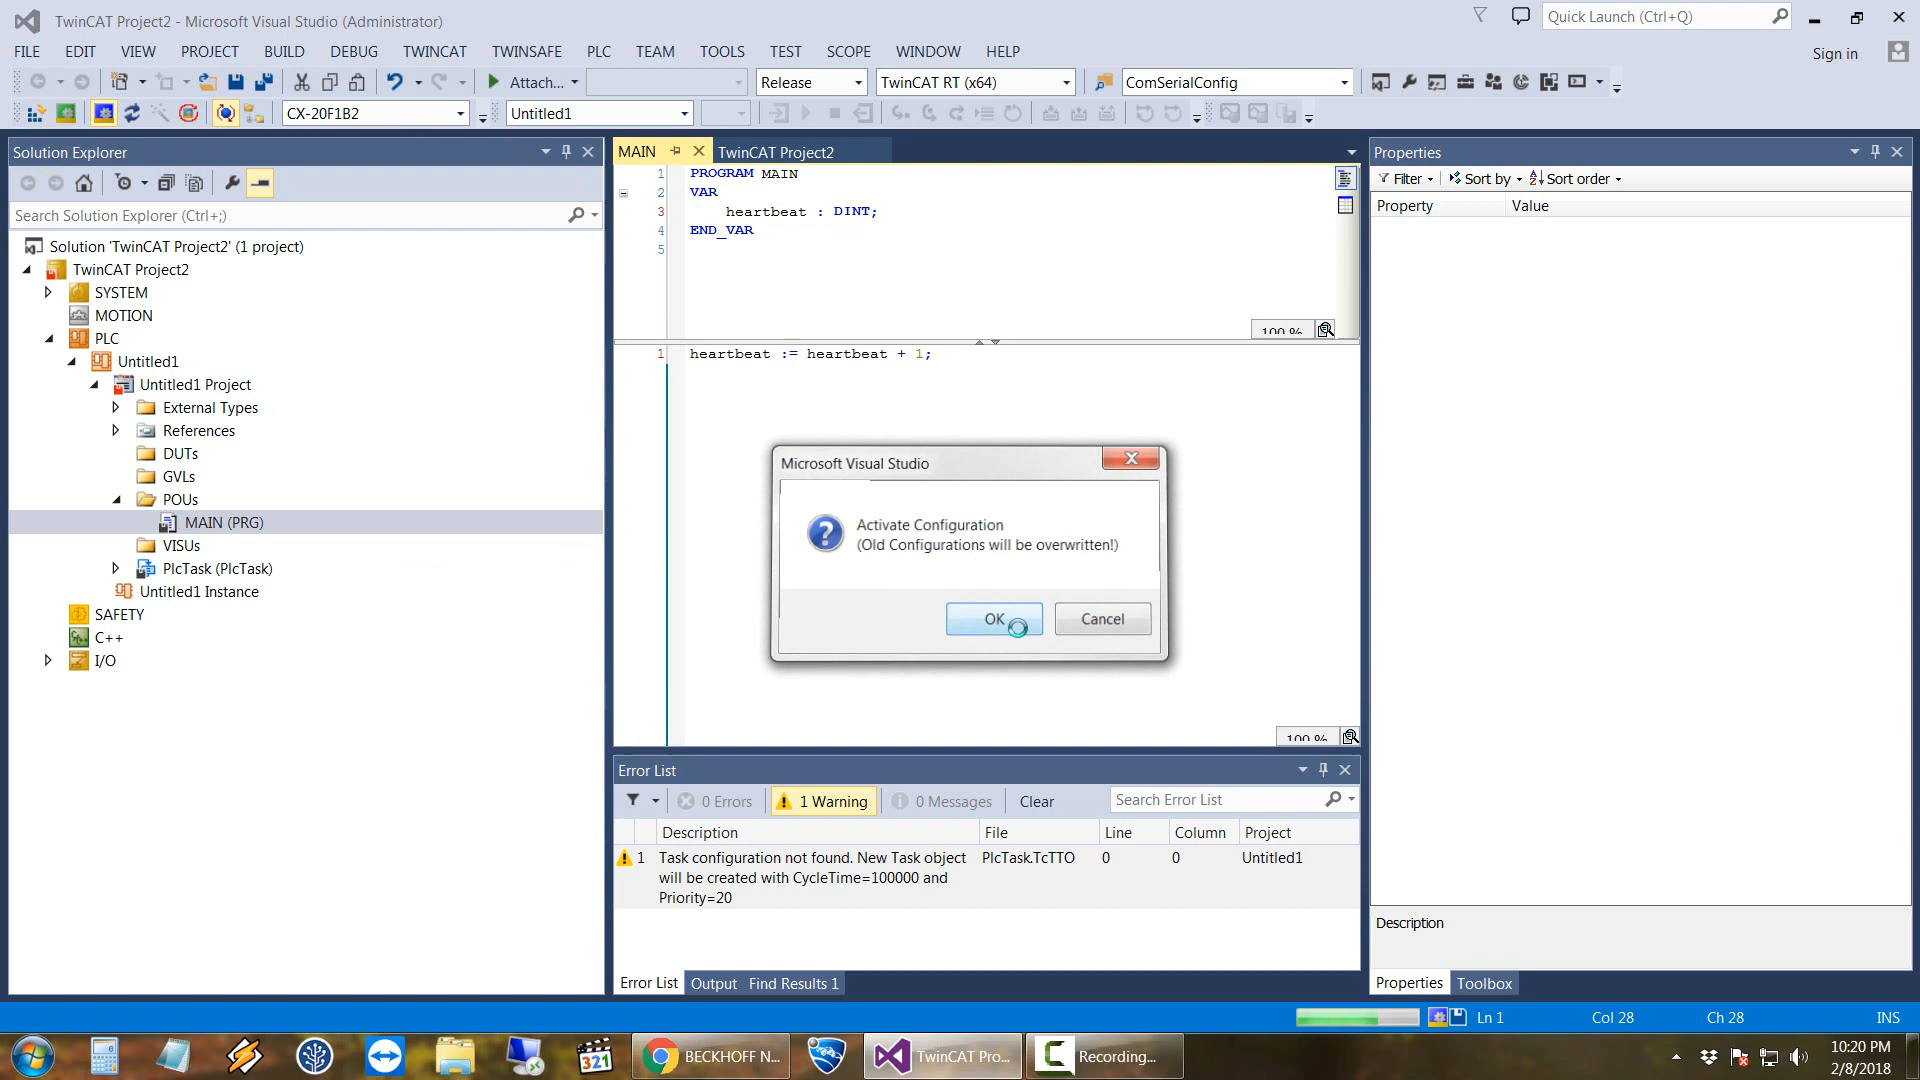 TwinCAT Project2 - Microsoft Visual Studio (Administrator)
Quick Launch (Ctrl+Q)
FILE EDIT VIEW PROJECT BUILD DEBUG TWINCAT TWINSAFE PLC TEAM TOOLS TEST SCOPE WINDOW HELP
Sign in
Attach... Release TwinCAT RT (x64) ComSerialConfig
CX-20F1B2 Untitled1
Solution Explorer
Search Solution Explorer (Ctrl+;)
Solution 'TwinCAT Project2' (1 project)
TwinCAT Project2
SYSTEM
MOTION
PLC
Untitled1
Untitled1 Project
External Types
References
DUTs
GVLs
POUs
MAIN (PRG)
VISUs
PlcTask (PlcTask)
Untitled1 Instance
SAFETY
C++
I/O
MAIN TwinCAT Project2
1 PROGRAM MAIN
2 VAR
3 heartbeat : DINT;
4 END_VAR
5
100 %
1 heartbeat := heartbeat + 1;
100 %
Microsoft Visual Studio
Activate Configuration
(Old Configurations will be overwritten!)
OK Cancel
Error List
0 Errors 1 Warning 0 Messages Clear Search Error List
Description File Line Column Project
1 Task configuration not found. New Task object PlcTask.TcTTO 0 0 Untitled1
will be created with CycleTime=100000 and
Priority=20
Error List Output Find Results 1
Properties
Filter Sort by Sort order
Property Value
Description
Properties Toolbox
Ln 1 Col 28 Ch 28 INS
321
BECKHOFF N... TwinCAT Pro... Recording...
10:20 PM
2/8/2018